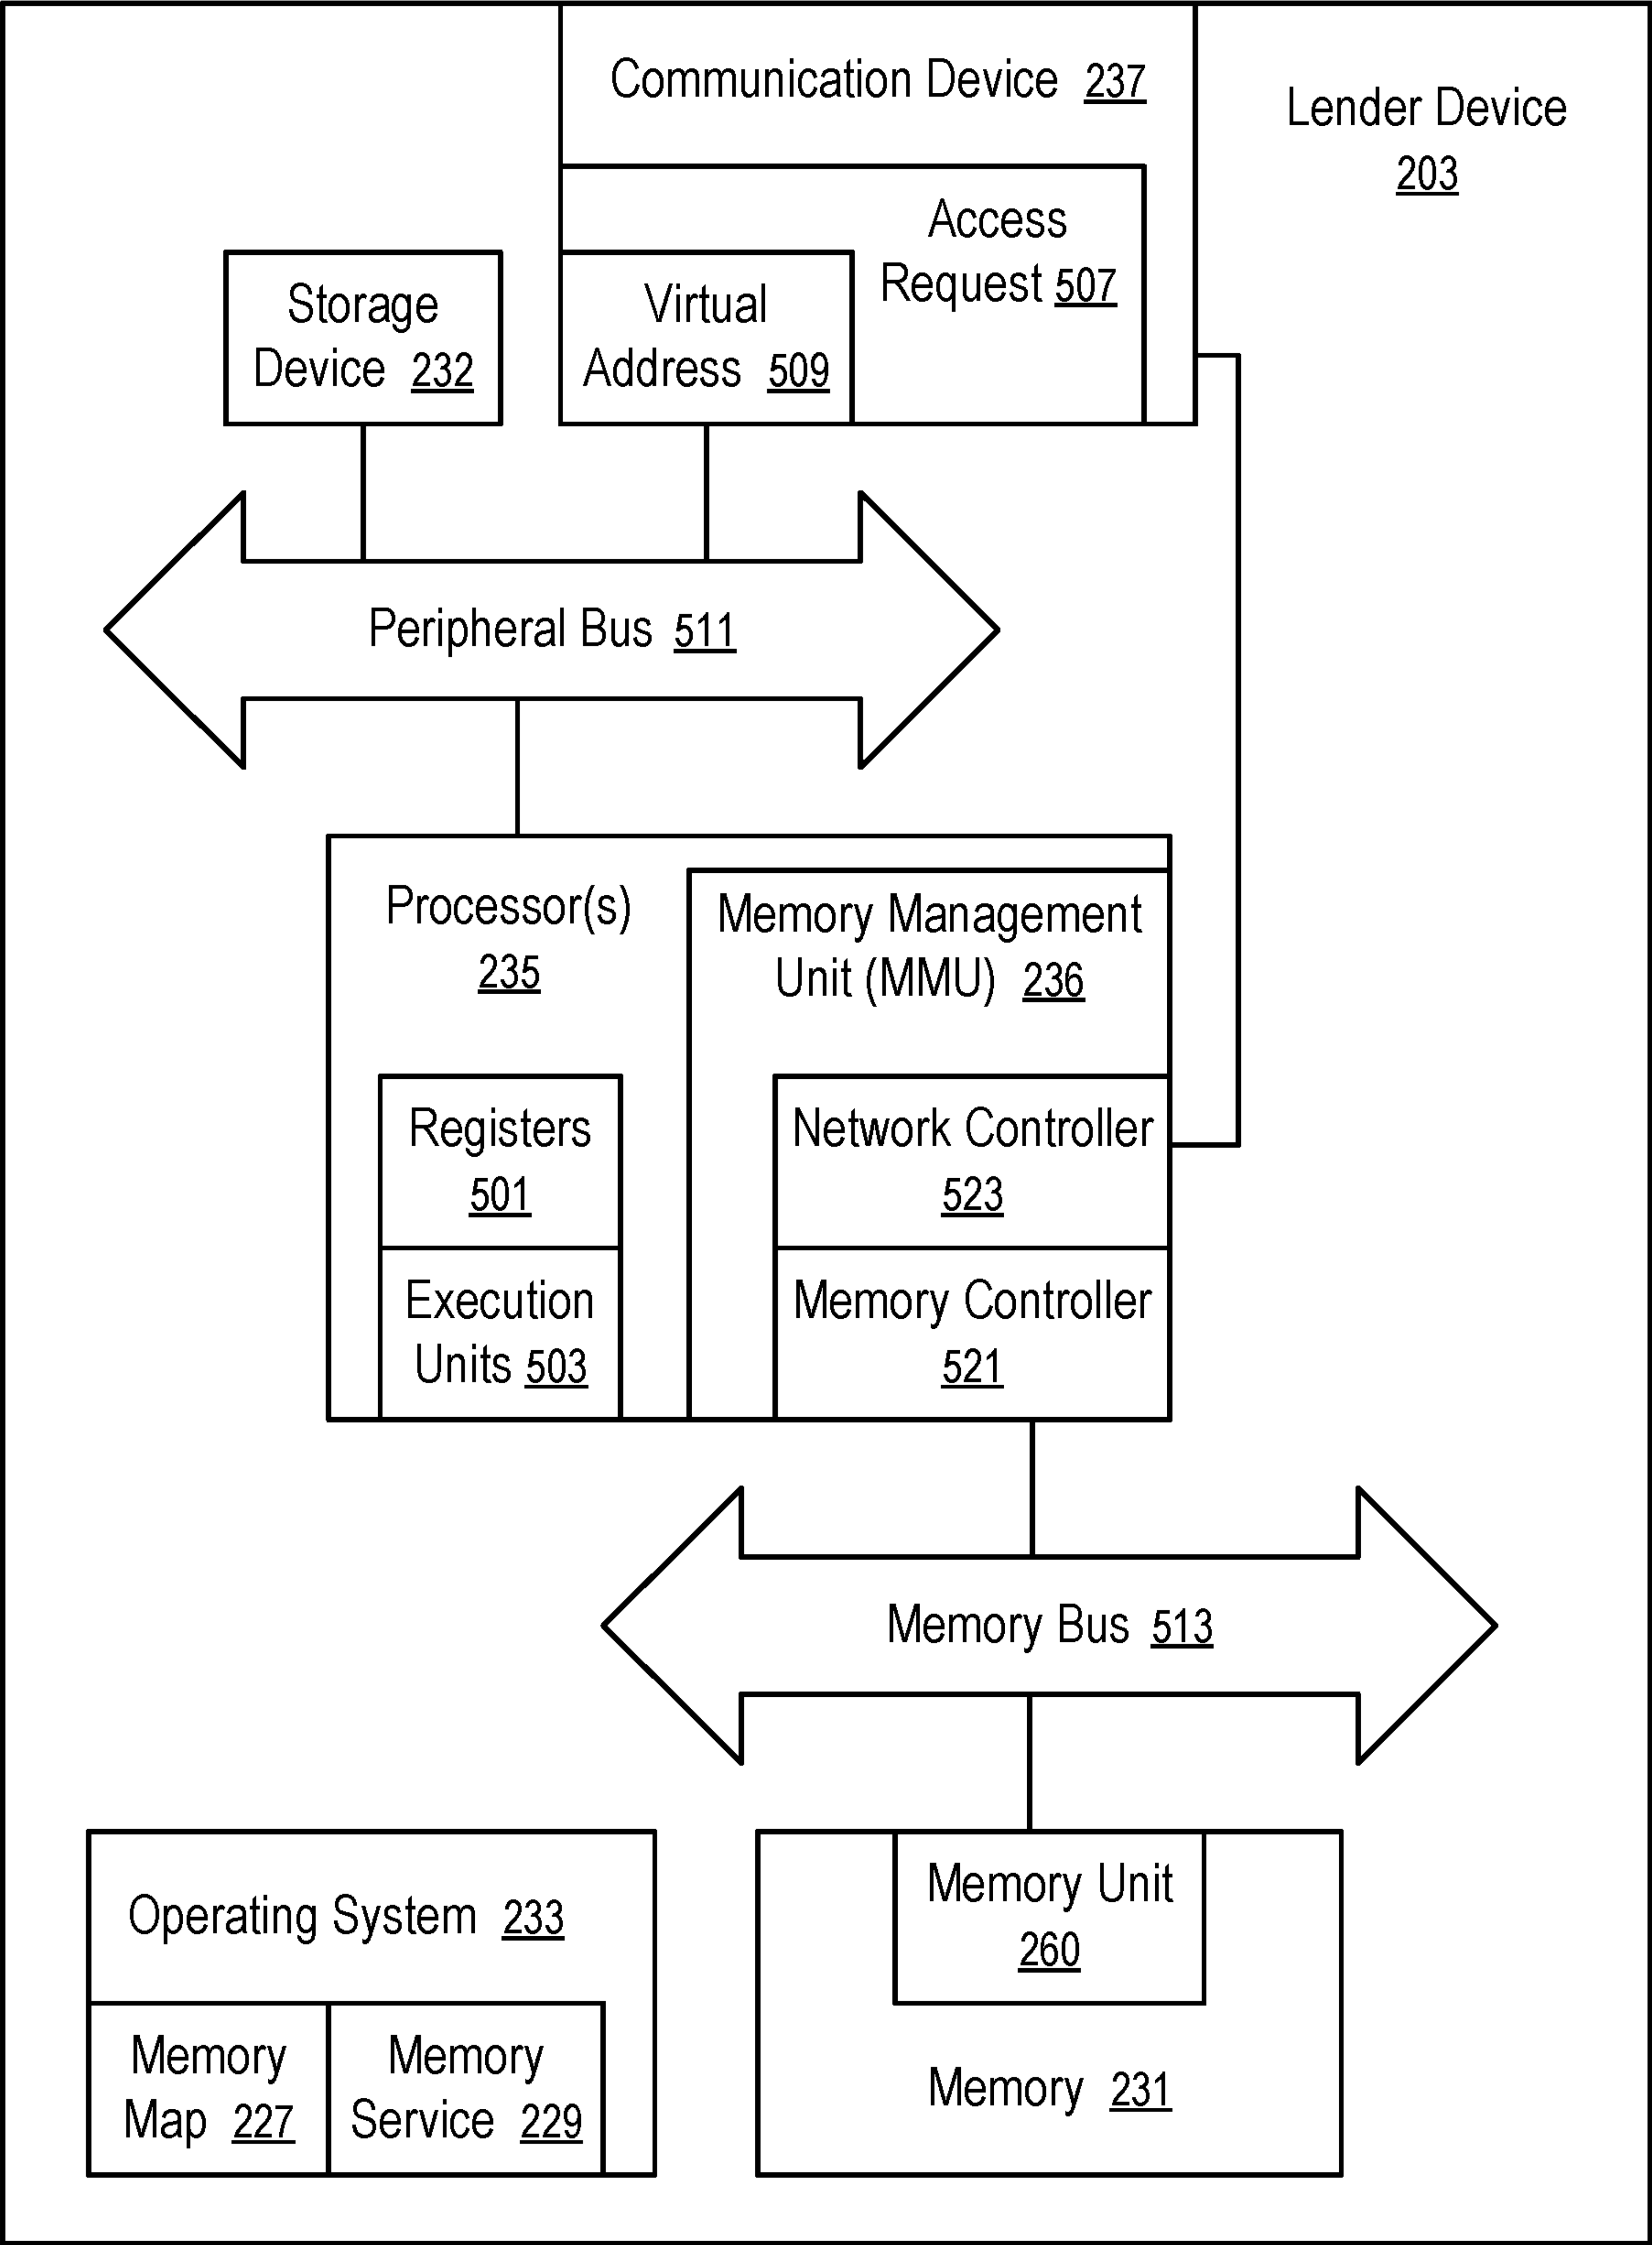 Communication Device 237
Lender Device
203
Access
Request 507
Storage
Device 232
Virtual
Address 509
Peripheral Bus 511
Processor(s)
235
Memory Management
Unit (MMU) 236
Registers
501
Network Controller
523
Execution
Units 503
Memory Controller
521
Memory Bus 513
Operating System 233
Memory
Map 227
Memory
Service 229
Memory Unit
260
Memory 231